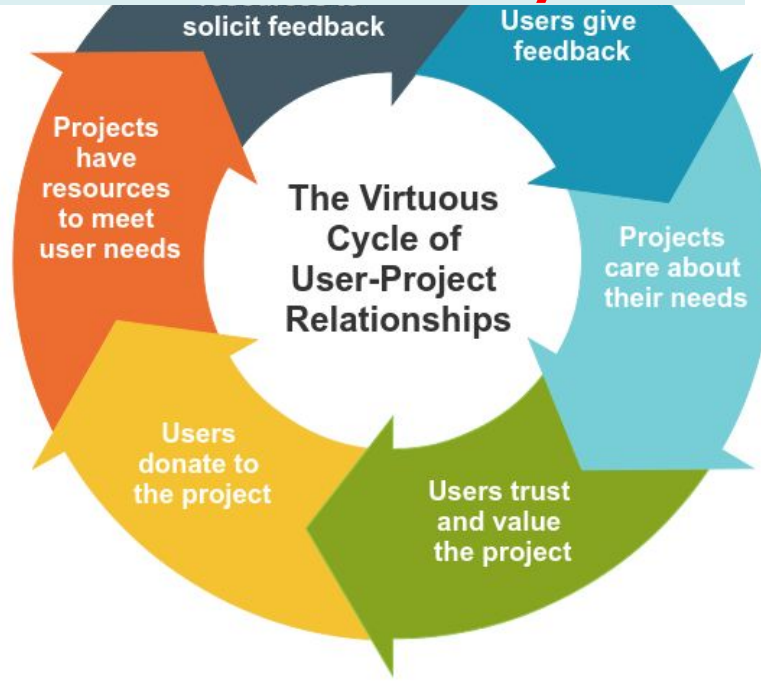 solicit feedback
Users give
feedback
Projects
care about
their needs
Users trust
and value
the project
Users
donate to
the project
Projects
have
resources
to meet
user needs
The Virtuous
Cycle of
User-Project
Relationships